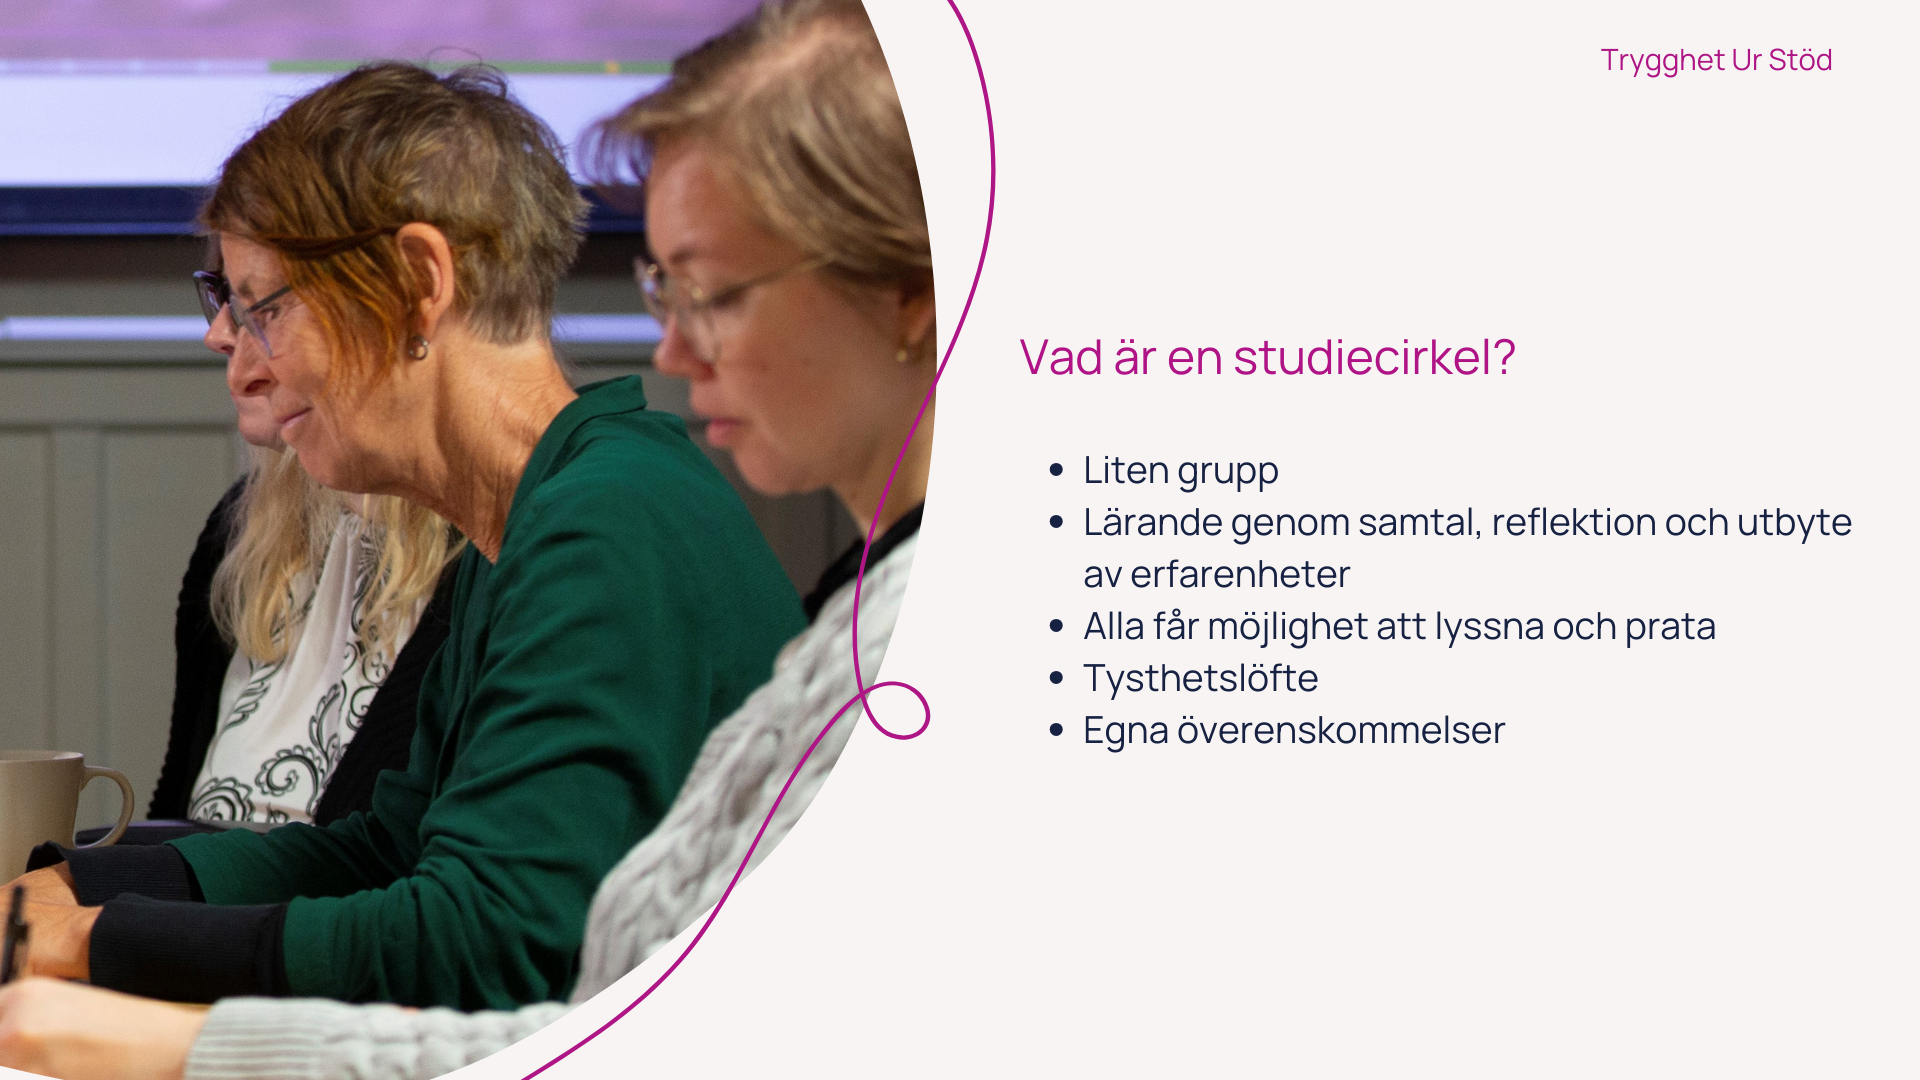 Trygghet Ur Stöd
Vad är en studiecirkel?
• Liten grupp
• Lärande genom samtal, reflektion och utbyte
av erfarenheter
• Alla får möjlighet att lyssna och prata
• Tysthetslöfte
• Egna överenskommelser